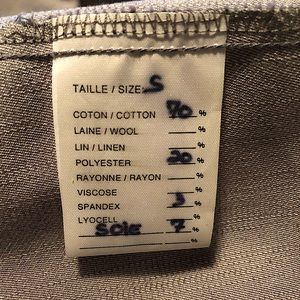 TAILLE / SIZE S
COTON / COTTON 70 %
LAINE / WOOL %
LIN / LINEN %
POLYESTER 20 %
RAYONNE / RAYON %
VISCOSE %
SPANDEX 3 %
LYOCELL %
SOIE 7 %
%